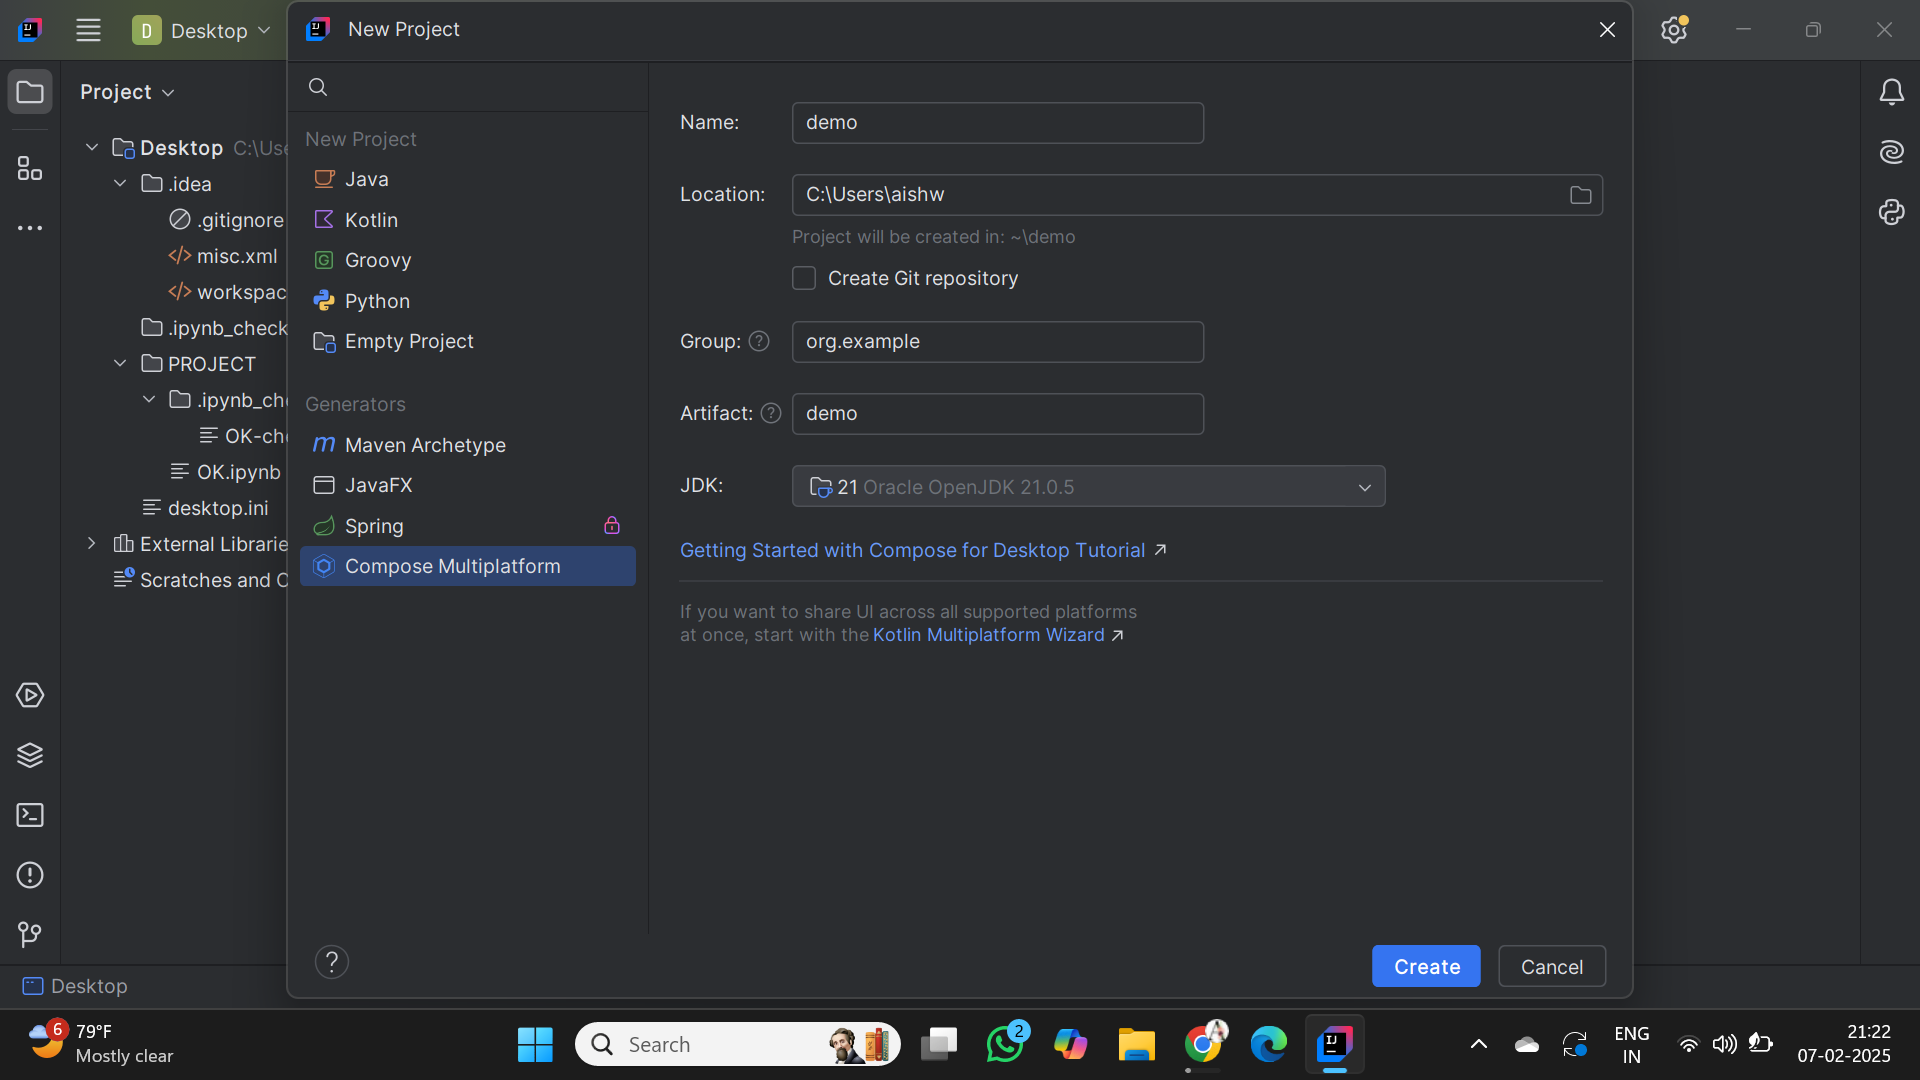 D Desktop
New Project
Project
Desktop C:\Use
.idea
.gitignore
misc.xml
workspac
.ipynb_check
PROJECT
.ipynb_che
OK-che
OK.ipynb
desktop.ini
External Librarie
Scratches and C
New Project
Java
Kotlin
Groovy
Python
Empty Project
Generators
Maven Archetype
JavaFX
Spring
Compose Multiplatform
Name: demo
Location: C:\Users\aishw
Project will be created in: ~\demo
Create Git repository
Group: ? org.example
Artifact: ? demo
JDK: 21 Oracle OpenJDK 21.0.5
Getting Started with Compose for Desktop Tutorial ↗
If you want to share UI across all supported platforms
at once, start with the Kotlin Multiplatform Wizard ↗
?
Create
Cancel
Desktop
6
79°F
Mostly clear
Search
2
ENG
IN
21:22
07-02-2025